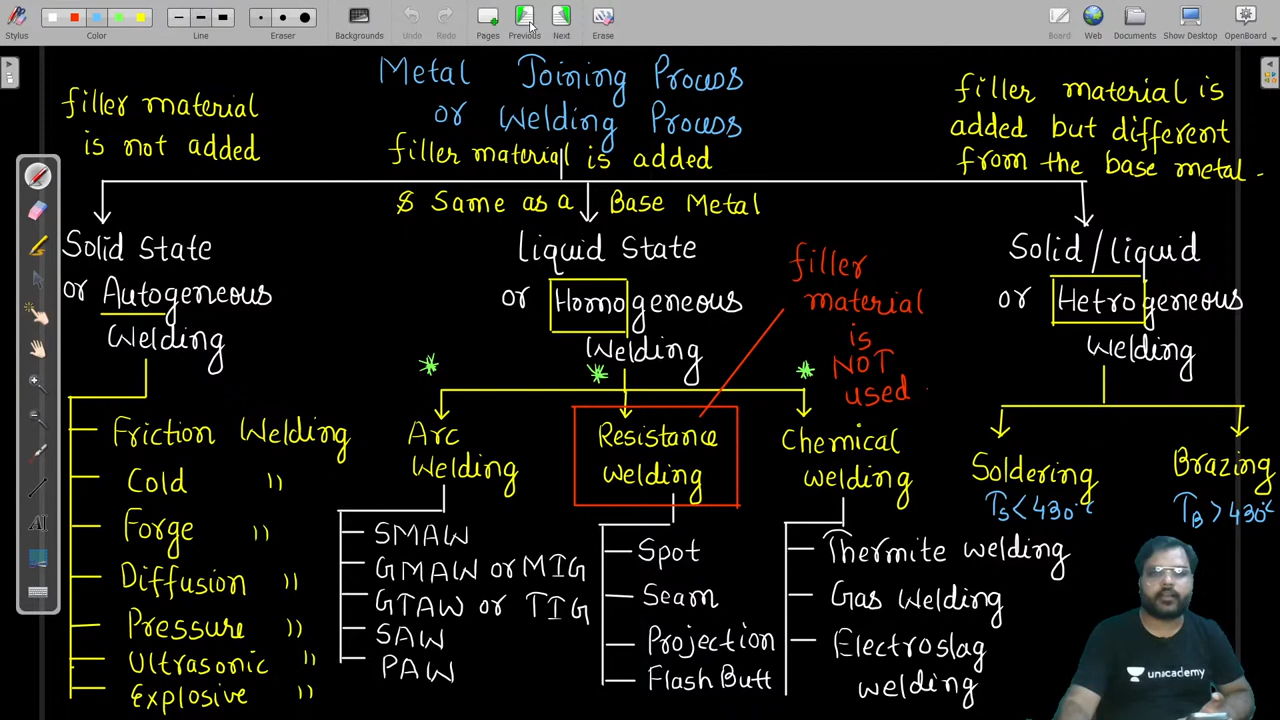 Stylus
Color
Line
Eraser
Backgrounds
Undo
Redo
Pages
Previous
Next
Erase
Board
Web
Documents
Show Desktop
OpenBoard
Metal Joining Process
or Welding Process
filler material
is not added
filler material is added
$ Same as a Base Metal
filler material is
added but different
from the base metal.
Solid State
or Autogeneous
Welding
Friction Welding
Cold "
Forge "
Diffusion "
Pressure "
Ultrasonic "
Explosive "
Liquid State
or Homogeneous
Welding
filler
material
is
NOT
used
Arc
Welding
SMAW
GMAW or MIG
GTAW or TIG
SAW
PAW
Resistance
welding
Spot
Seam
Projection
Flash Butt
Chemical
welding
Thermite welding
Gas Welding
Electroslag
welding
Solid/liquid
or Hetrogeneous
welding
Soldering
Ts < 430°C
Brazing
TB > 430°C
unacademy